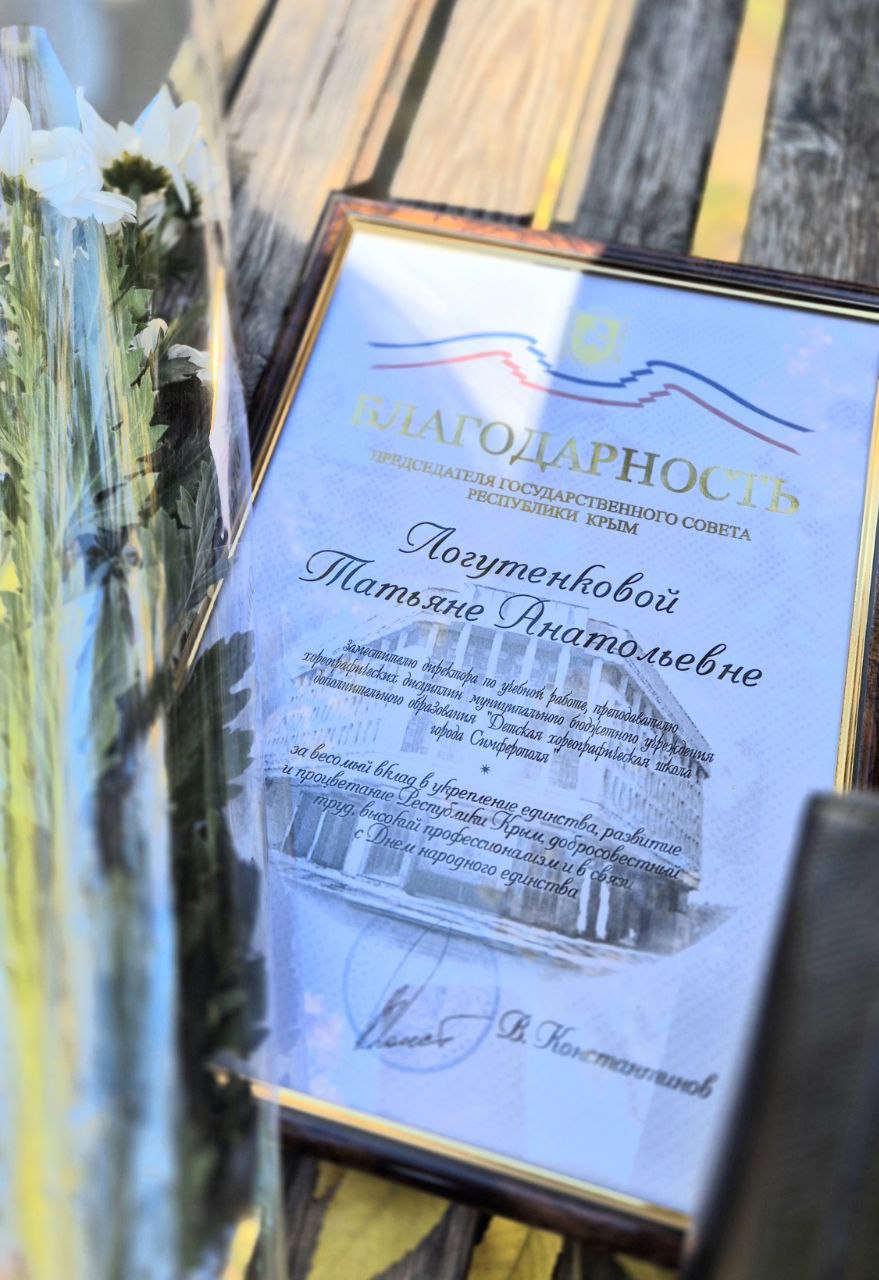 БЛАГОДАРНОСТЬ
ПРЕДСЕДАТЕЛЯ ГОСУДАРСТВЕННОГО СОВЕТА
РЕСПУБЛИКИ КРЫМ
Логутенковой
Татьяне Анатольевне
заместителю директора по учебной работе, преподавателю
хореографических дисциплин муниципального бюджетного учреждения
дополнительного образования "Детская хореографическая школа
города Симферополя"
*
за весомый вклад в укрепление единства, развитие
и процветание Республики Крым, добросовестный
труд, высокий профессионализм и в связи
с Днем народного единства
В. Константинов